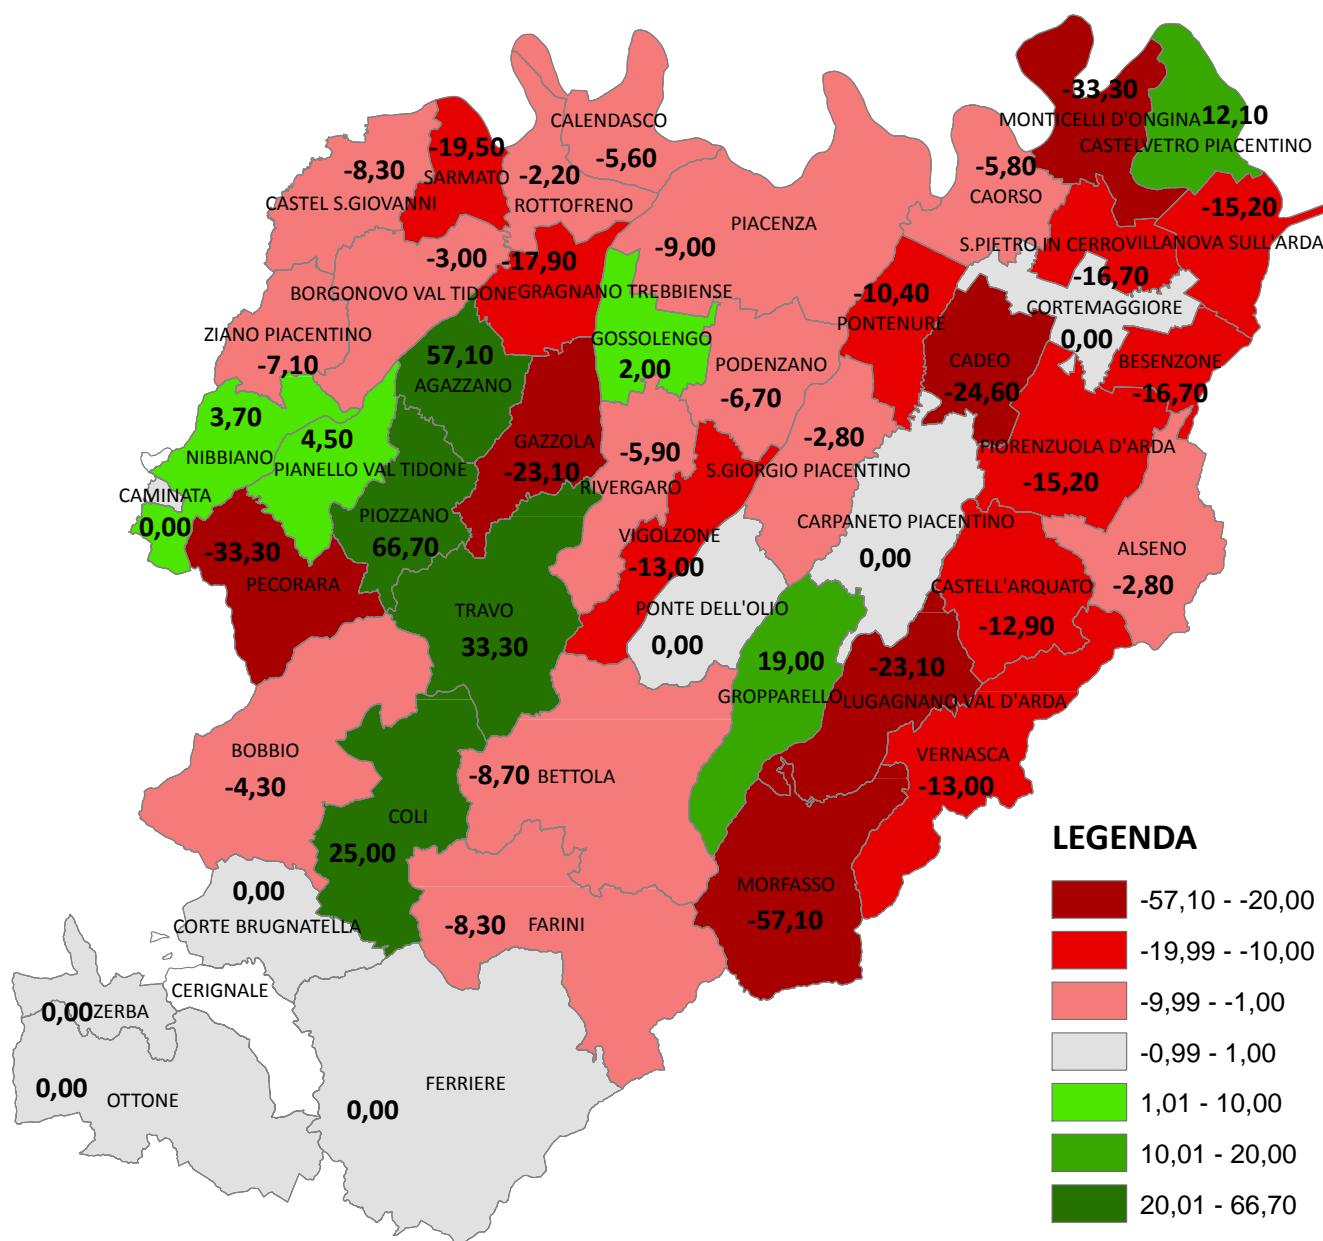 -33,30
MONTICELLI D'ONGINA
12,10
CASTELVETRO PIACENTINO
CALENDASCO
-5,60
-19,50
SARMATO
-8,30
CASTEL S.GIOVANNI
-2,20
ROTTOFRENO
-5,80
CAORSO
-15,20
VILLANOVA SULL'ARDA
PIACENZA
-9,00
S.PIETRO IN CERRO
-16,70
-3,00
BORGONOVO VAL TIDONE
-17,90
GRAGNANO TREBBIENSE
-10,40
PONTENURE
CORTEMAGGIORE
0,00
ZIANO PIACENTINO
-7,10
57,10
AGAZZANO
GOSSOLENGO
2,00
PODENZANO
-6,70
CADEO
-24,60
BESENZONE
-16,70
3,70
NIBBIANO
4,50
PIANELLO VAL TIDONE
GAZZOLA
-23,10
-5,90
RIVERGARO
-2,80
S.GIORGIO PIACENTINO
FIORENZUOLA D'ARDA
-15,20
CAMINATA
0,00
PIOZZANO
66,70
VIGOLZONE
-13,00
CARPANETO PIACENTINO
0,00
ALSENO
-2,80
-33,30
PECORARA
TRAVO
33,30
PONTE DELL'OLIO
0,00
CASTELL'ARQUATO
-12,90
19,00
GROPPARELLO
-23,10
LUGAGNANO VAL D'ARDA
BOBBIO
-4,30
-8,70 BETTOLA
VERNASCA
-13,00
COLI
25,00
MORFASSO
-57,10
0,00
CORTE BRUGNATELLA
-8,30 FARINI
CERIGNALE
0,00 ZERBA
0,00
OTTONE
FERRIERE
0,00
LEGENDA
-57,10 - -20,00
-19,99 - -10,00
-9,99 - -1,00
-0,99 - 1,00
1,01 - 10,00
10,01 - 20,00
20,01 - 66,70